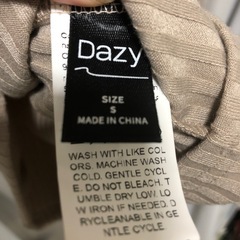 Dazy
SIZE
S
MADE IN CHINA
WASH WITH LIKE COL
ORS. MACHINE WASH
COLD. GENTLE CYCL
E. DO NOT BLEACH. T
UMBLE DRY LOW. LO
W IRON IF NEEDED. D
RYCLEANABLE IN GE
NTLE CYCLE.